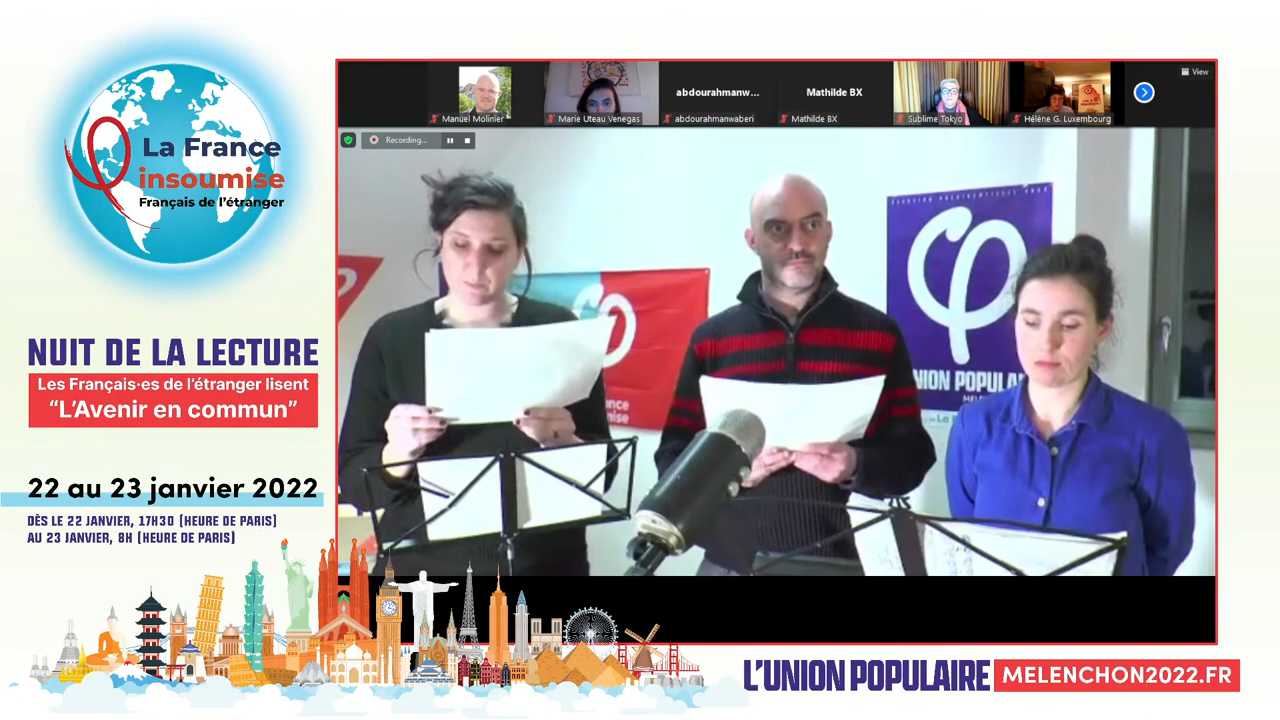 La France
insoumise
Français de l'étranger
NUIT DE LA LECTURE
Les Français·es de l'étranger lisent
“L'Avenir en commun”
22 au 23 janvier 2022
DÈS LE 22 JANVIER, 17H30 (HEURE DE PARIS)
AU 23 JANVIER, 8H (HEURE DE PARIS)
Manuel Molinier
Marie Uteau Venegas
abdourahmanw...
abdourahmanwaberi
Mathilde BX
Mathilde BX
Sublime Tokyo
Hélène G. Luxembourg
View
Recording...
NION POPULA
MEL
L'UNION POPULAIRE
MELENCHON2022.FR